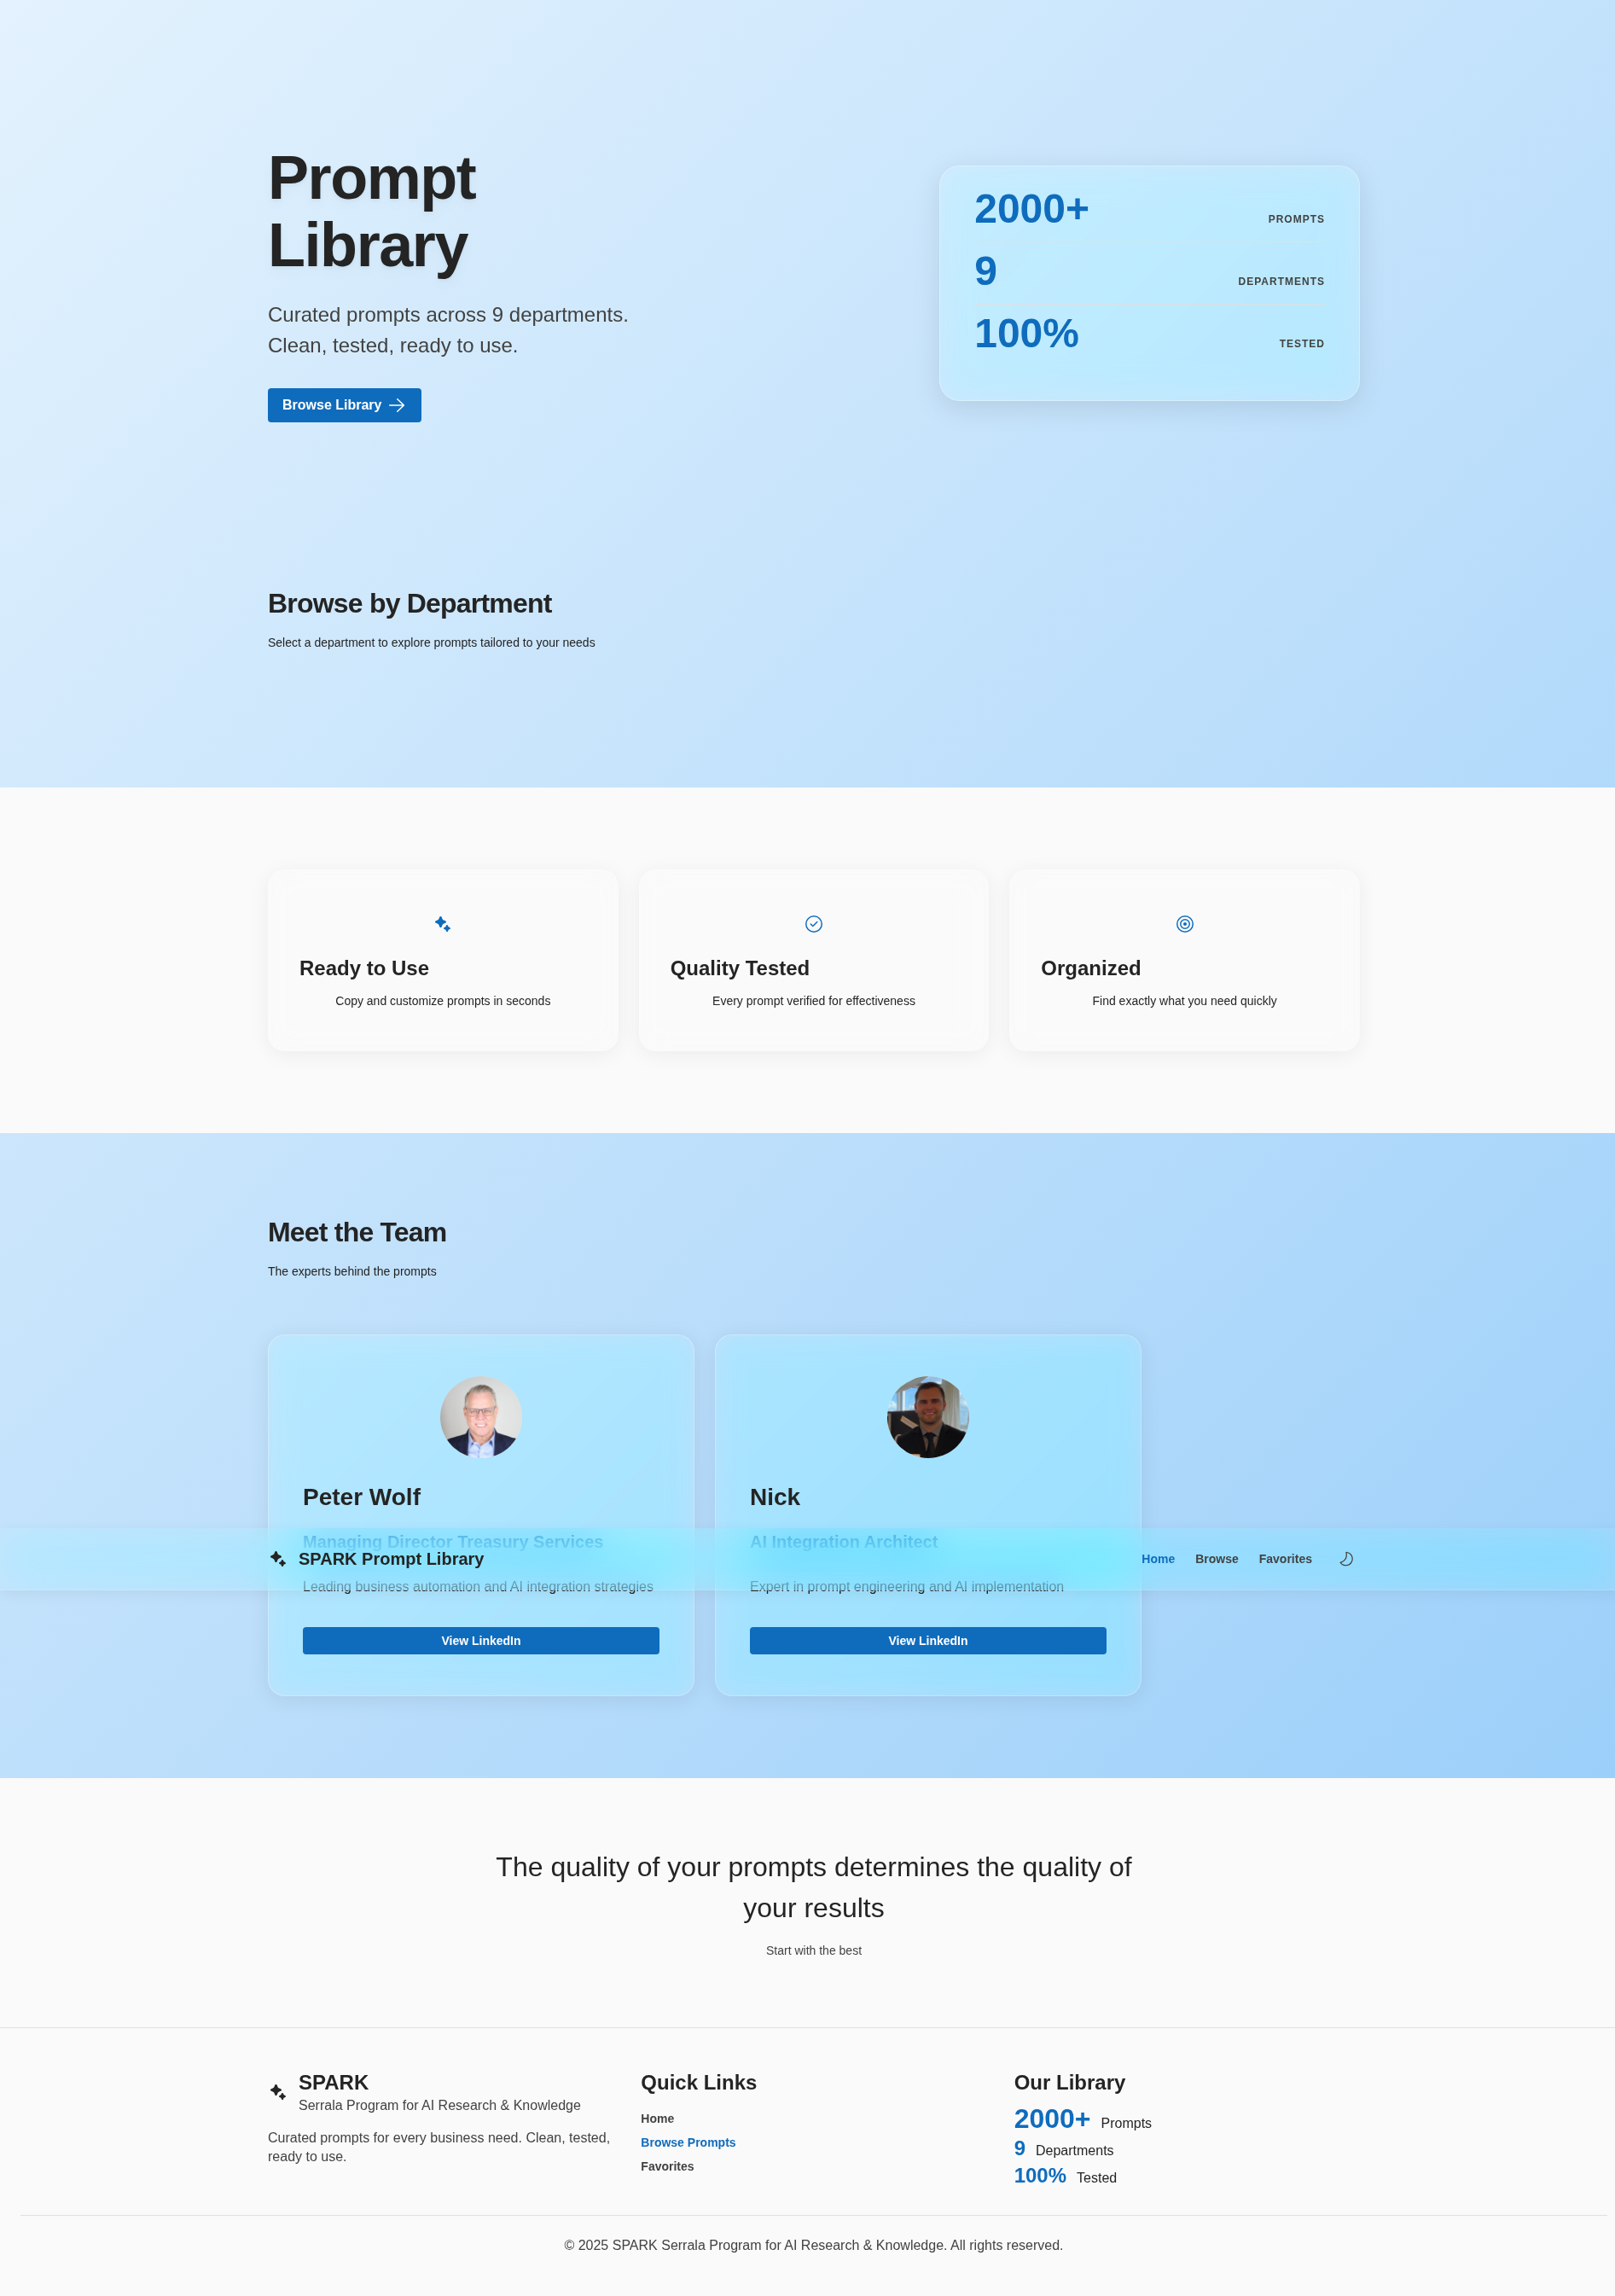 Prompt
Library
Curated prompts across 9 departments.
Clean, tested, ready to use.
Browse Library
2000+
PROMPTS
9
DEPARTMENTS
100%
TESTED
Browse by Department
Select a department to explore prompts tailored to your needs
Ready to Use
Copy and customize prompts in seconds
Quality Tested
Every prompt verified for effectiveness
Organized
Find exactly what you need quickly
Meet the Team
The experts behind the prompts
Peter Wolf
Managing Director Treasury Services
Leading business automation and AI integration strategies
View LinkedIn
Nick
AI Integration Architect
Expert in prompt engineering and AI implementation
View LinkedIn
SPARK Prompt Library
Home
Browse
Favorites
The quality of your prompts determines the quality of
your results
Start with the best
SPARK
Serrala Program for AI Research & Knowledge
Curated prompts for every business need. Clean, tested,
ready to use.
Quick Links
Home
Browse Prompts
Favorites
Our Library
2000+ Prompts
9 Departments
100% Tested
© 2025 SPARK Serrala Program for AI Research & Knowledge. All rights reserved.